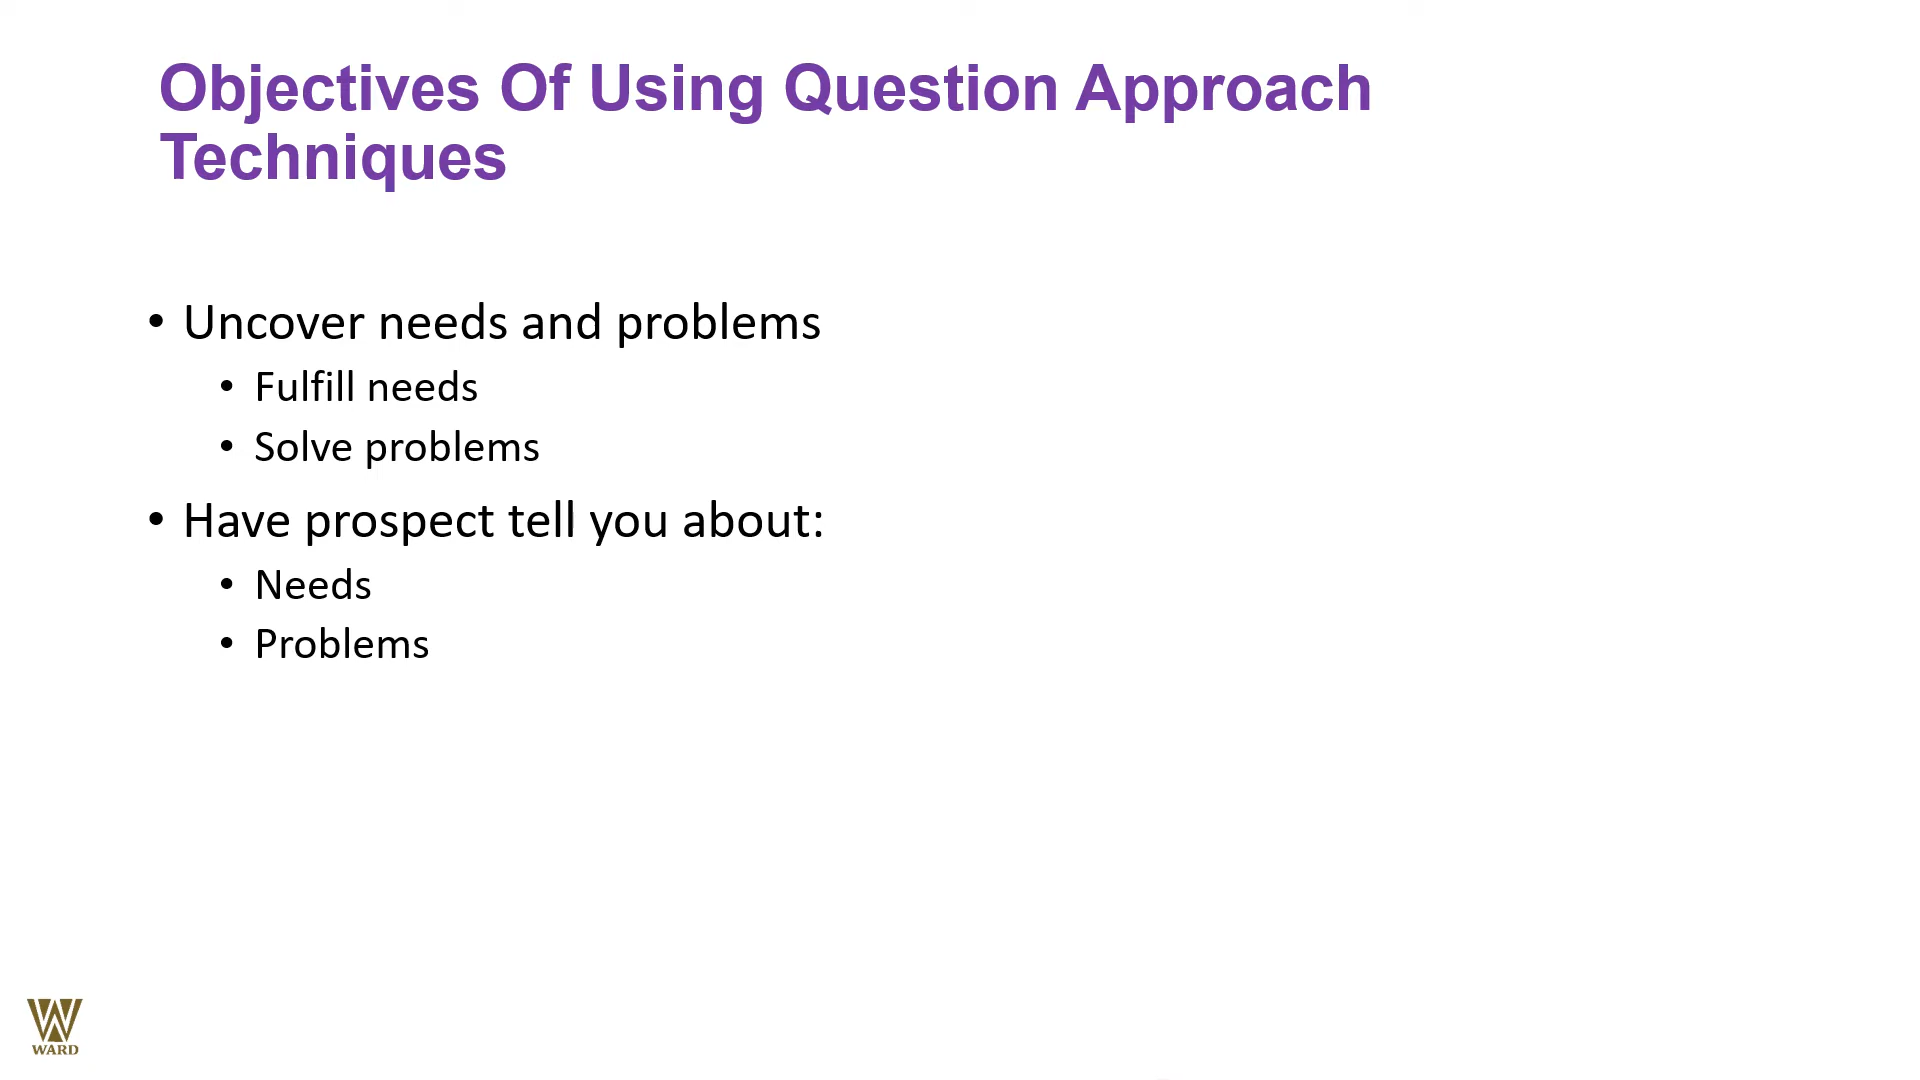 Objectives Of Using Question Approach
Techniques
• Uncover needs and problems
• Fulfill needs
• Solve problems
• Have prospect tell you about:
• Needs
• Problems
WARD